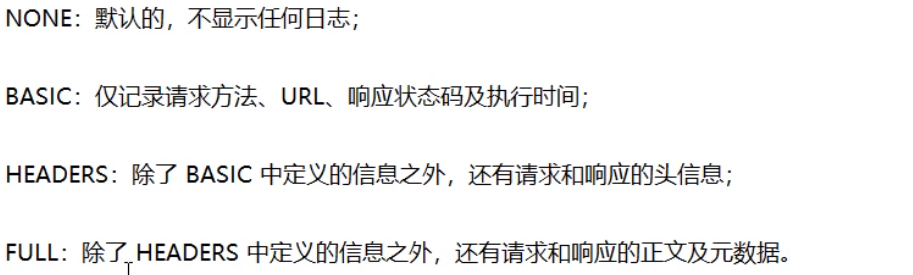 NONE：默认的，不显示任何日志；
BASIC：仅记录请求方法、URL、响应状态码及执行时间；
HEADERS：除了 BASIC 中定义的信息之外，还有请求和响应的头信息；
FULL：除了 HEADERS 中定义的信息之外，还有请求和响应的正文及元数据。